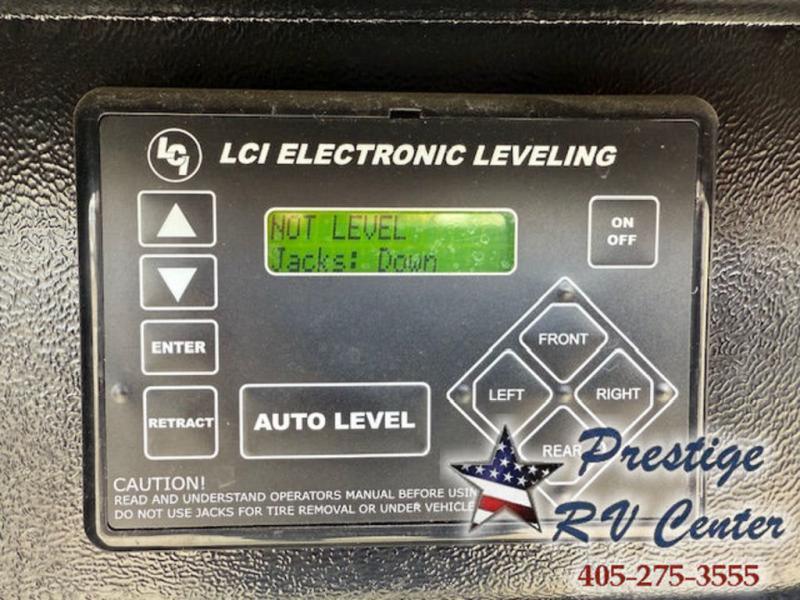 LCI LCI ELECTRONIC LEVELING
NOT LEVEL
Jacks: Down
ON
OFF
ENTER
RETRACT
AUTO LEVEL
FRONT
LEFT
RIGHT
REAR
CAUTION!
READ AND UNDERSTAND OPERATORS MANUAL BEFORE
DO NOT USE JACKS FOR TIRE REMOVAL OR UNDER VEHICLE
Prestige
RV Center
405-275-3555